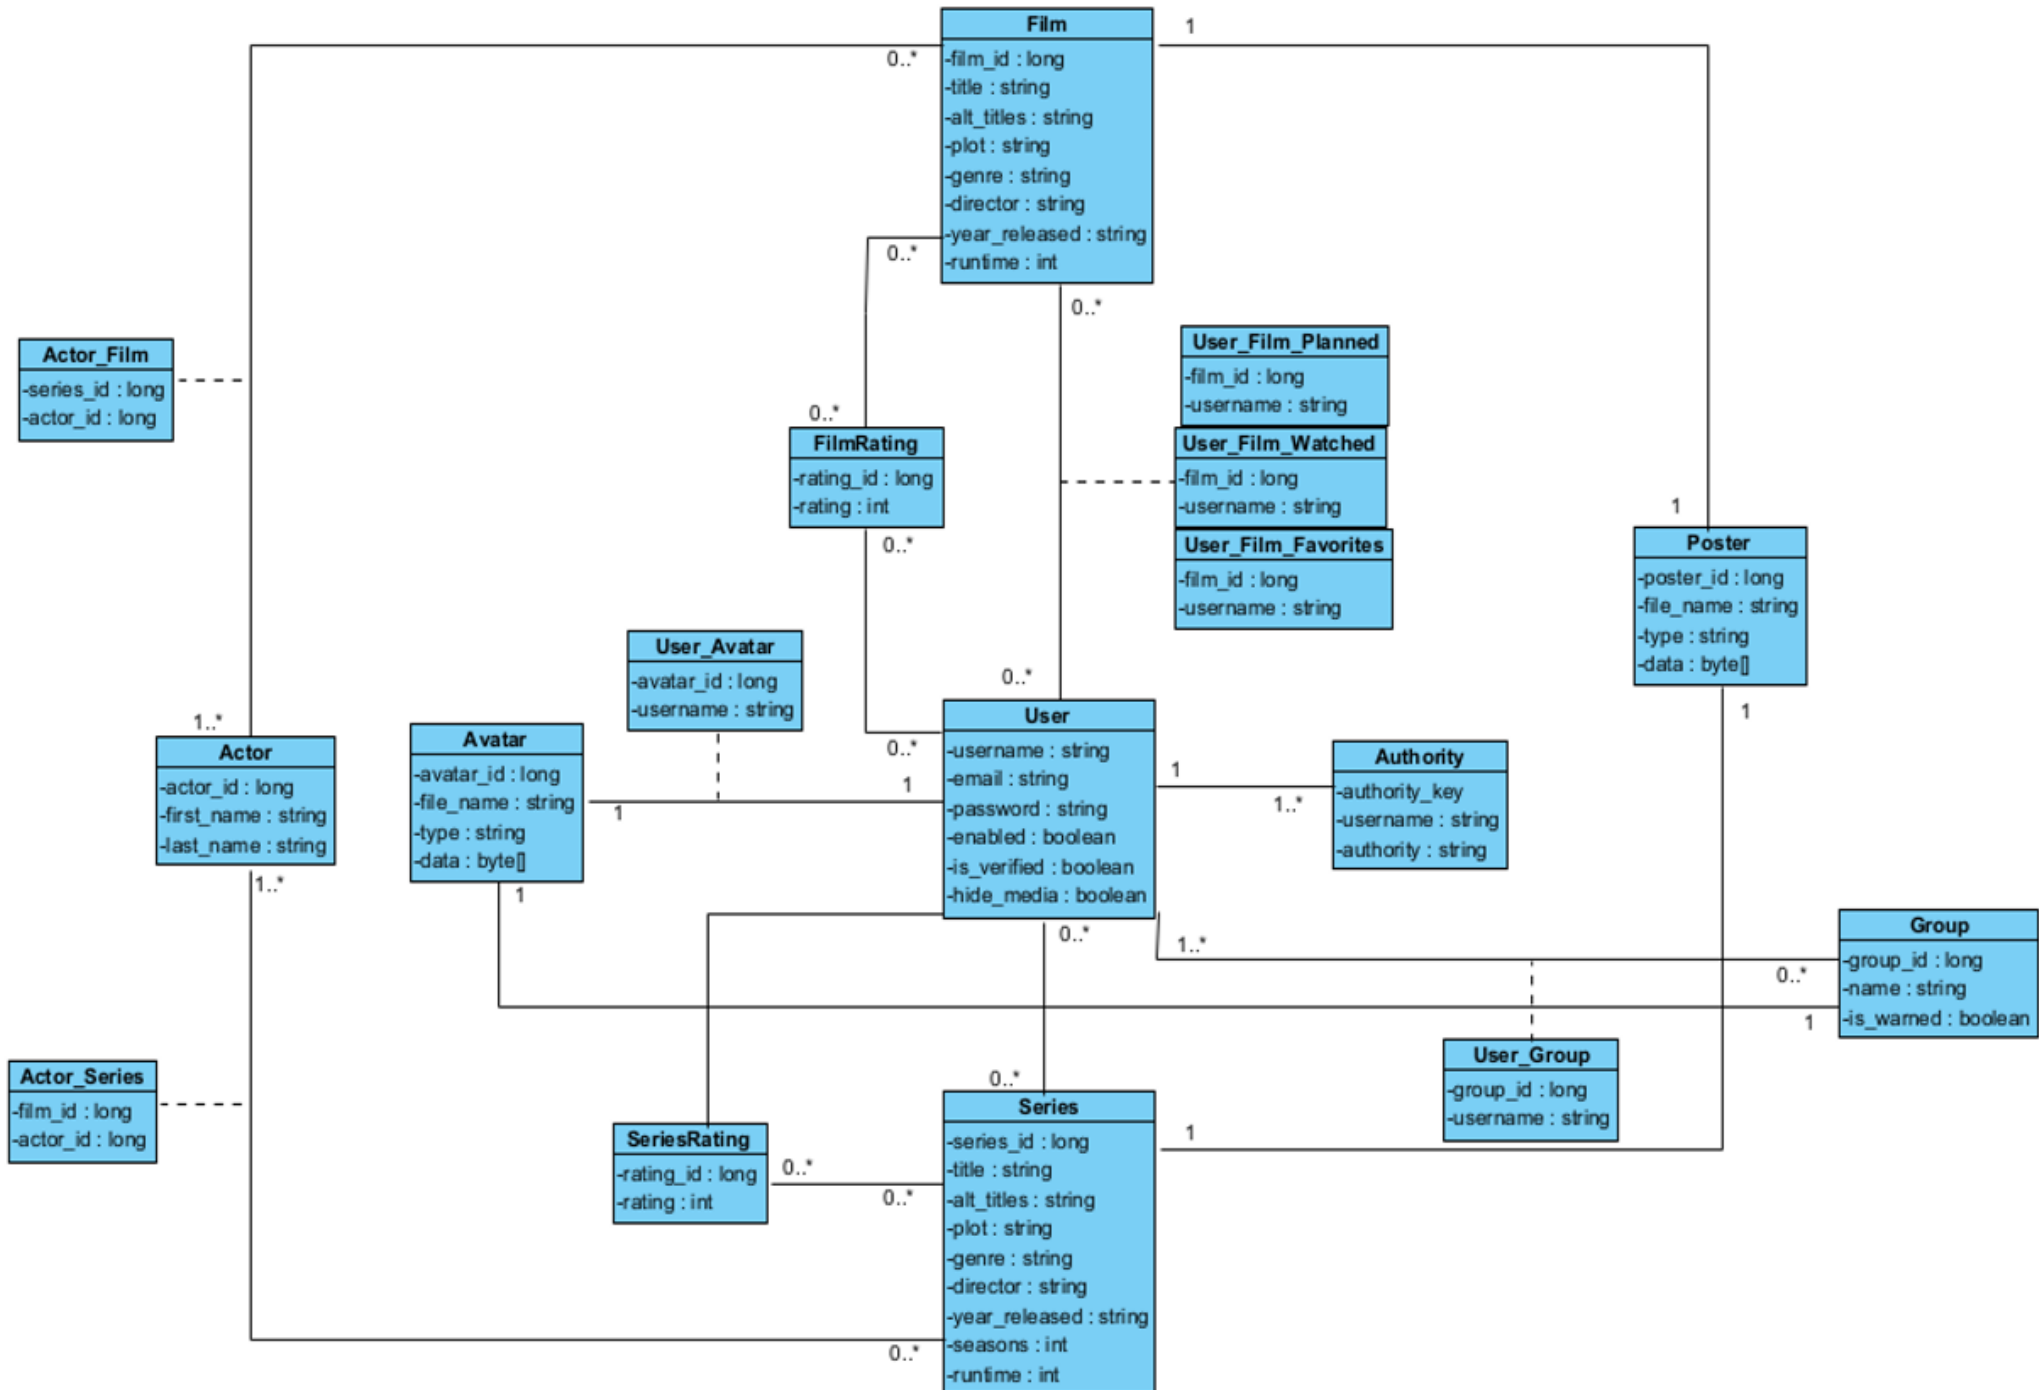 Film
-film_id : long
-title : string
-alt_titles : string
-plot : string
-genre : string
-director : string
-year_released : string
-runtime : int
0..*
1
0..*
0..*
Actor_Film
-series_id : long
-actor_id : long
User_Film_Planned
-film_id : long
-username : string
User_Film_Watched
-film_id : long
-username : string
User_Film_Favorites
-film_id : long
-username : string
0..*
FilmRating
-rating_id : long
-rating : int
0..*
1
Poster
-poster_id : long
-file_name : string
-type : string
-data : byte[]
1
User_Avatar
-avatar_id : long
-username : string
0..*
1..*
Actor
-actor_id : long
-first_name : string
-last_name : string
1..*
Avatar
-avatar_id : long
-file_name : string
-type : string
-data : byte[]
1
1
0..*
1
User
-username : string
-email : string
-password : string
-enabled : boolean
-is_verified : boolean
-hide_media : boolean
1
1..*
Authority
-authority_key
-username : string
-authority : string
0..*
1..*
0..*
1
Group
-group_id : long
-name : string
-is_warned : boolean
User_Group
-group_id : long
-username : string
Actor_Series
-film_id : long
-actor_id : long
SeriesRating
-rating_id : long
-rating : int
0..*
0..*
0..*
1
Series
-series_id : long
-title : string
-alt_titles : string
-plot : string
-genre : string
-director : string
-year_released : string
-seasons : int
-runtime : int
0..*